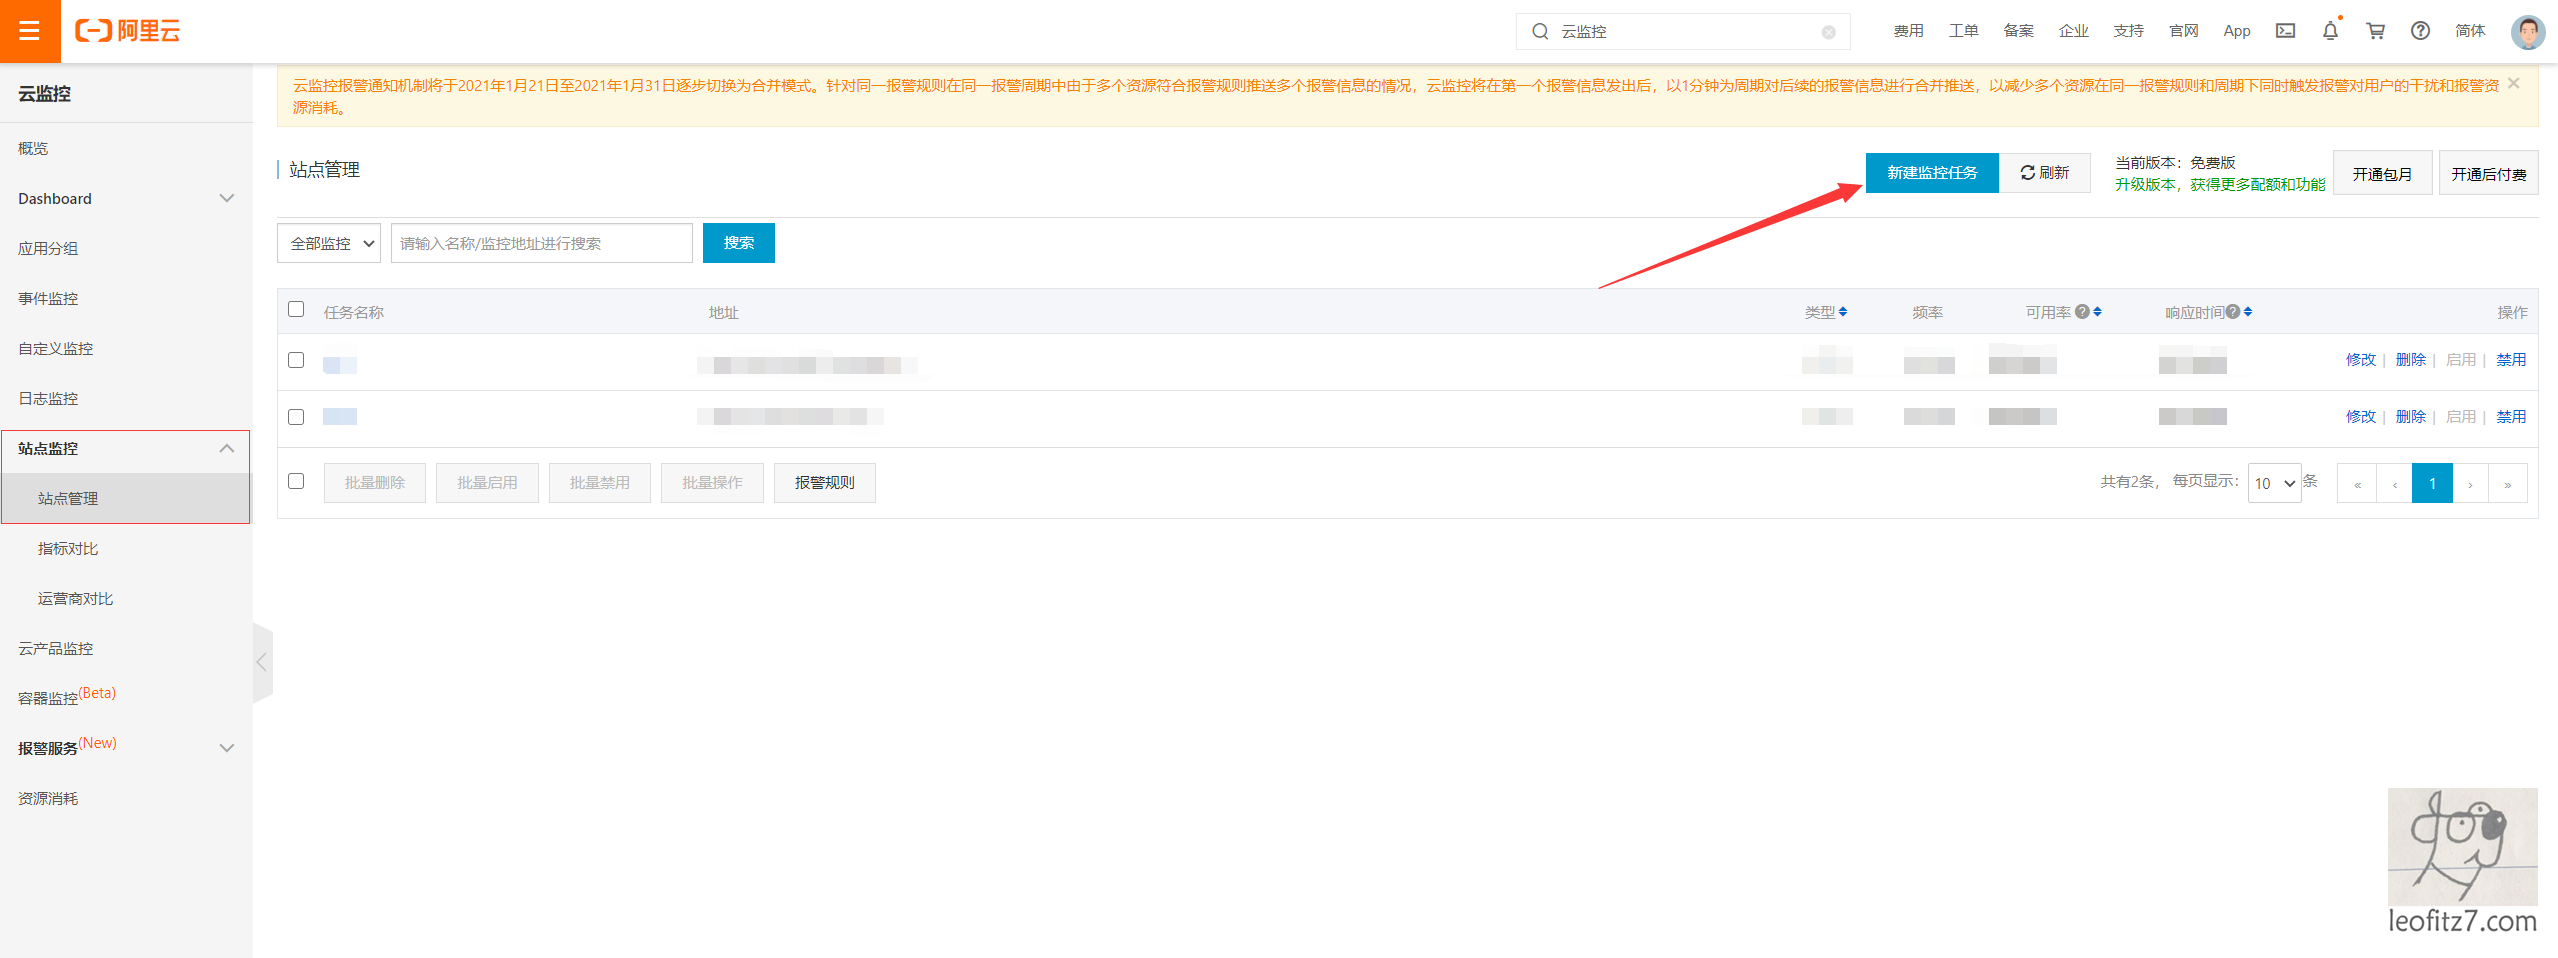 阿里云
云监控
费用 工单 备案 企业 支持 官网 App 简体
云监控
概览
Dashboard
应用分组
事件监控
自定义监控
日志监控
站点监控
站点管理
指标对比
运营商对比
云产品监控
容器监控(Beta)
报警服务(New)
资源消耗
云监控报警通知机制将于2021年1月21日至2021年1月31日逐步切换为合并模式。针对同一报警规则在同一报警周期中由于多个资源符合报警规则推送多个报警信息的情况，云监控将在第一个报警信息发出后，以1分钟为周期对后续的报警信息进行合并推送，以减少多个资源在同一报警规则和周期下同时触发报警对用户的干扰和报警资
源消耗。
站点管理
新建监控任务 刷新
当前版本：免费版
升级版本，获得更多配额和功能
开通包月 开通后付费
全部监控 请输入名称/监控地址进行搜索 搜索
任务名称 地址 类型 频率 可用率 响应时间 操作
修改 | 删除 | 启用 | 禁用
修改 | 删除 | 启用 | 禁用
批量删除 批量启用 批量禁用 批量操作 报警规则 共有2条， 每页显示： 10 条 « ‹ 1 › »
leofitz7.com